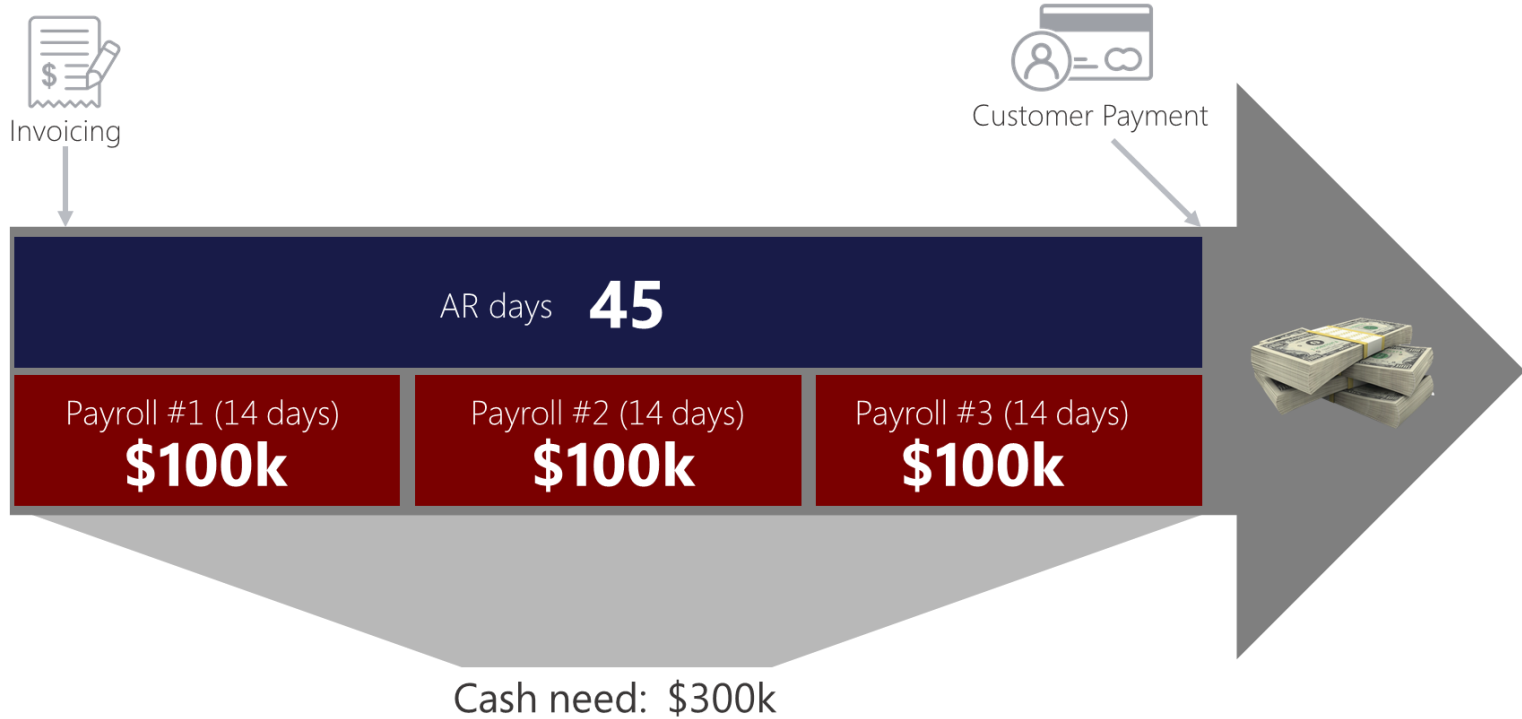 $
Invoicing
Customer Payment
AR days 45
Payroll #1 (14 days)
$100k
Payroll #2 (14 days)
$100k
Payroll #3 (14 days)
$100k
Cash need: $300k